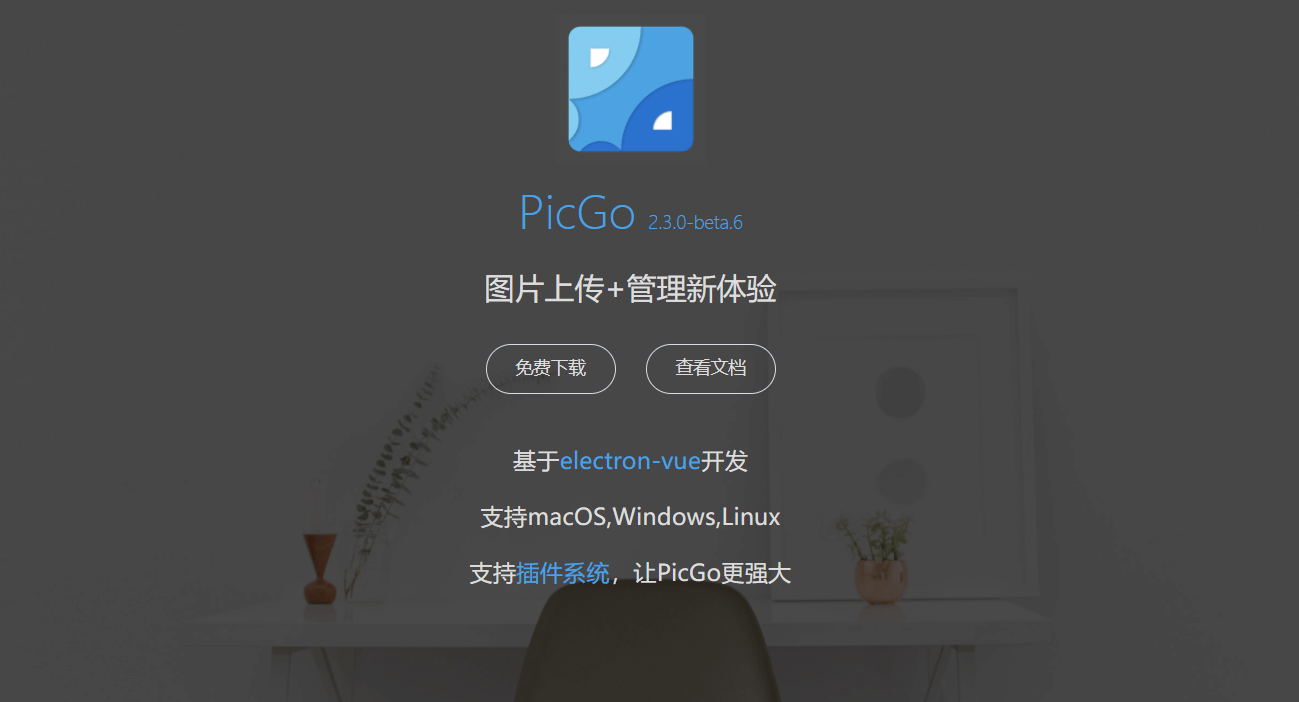 PicGo 2.3.0-beta.6
图片上传+管理新体验
免费下载 查看文档
基于electron-vue开发
支持macOS,Windows,Linux
支持插件系统，让PicGo更强大